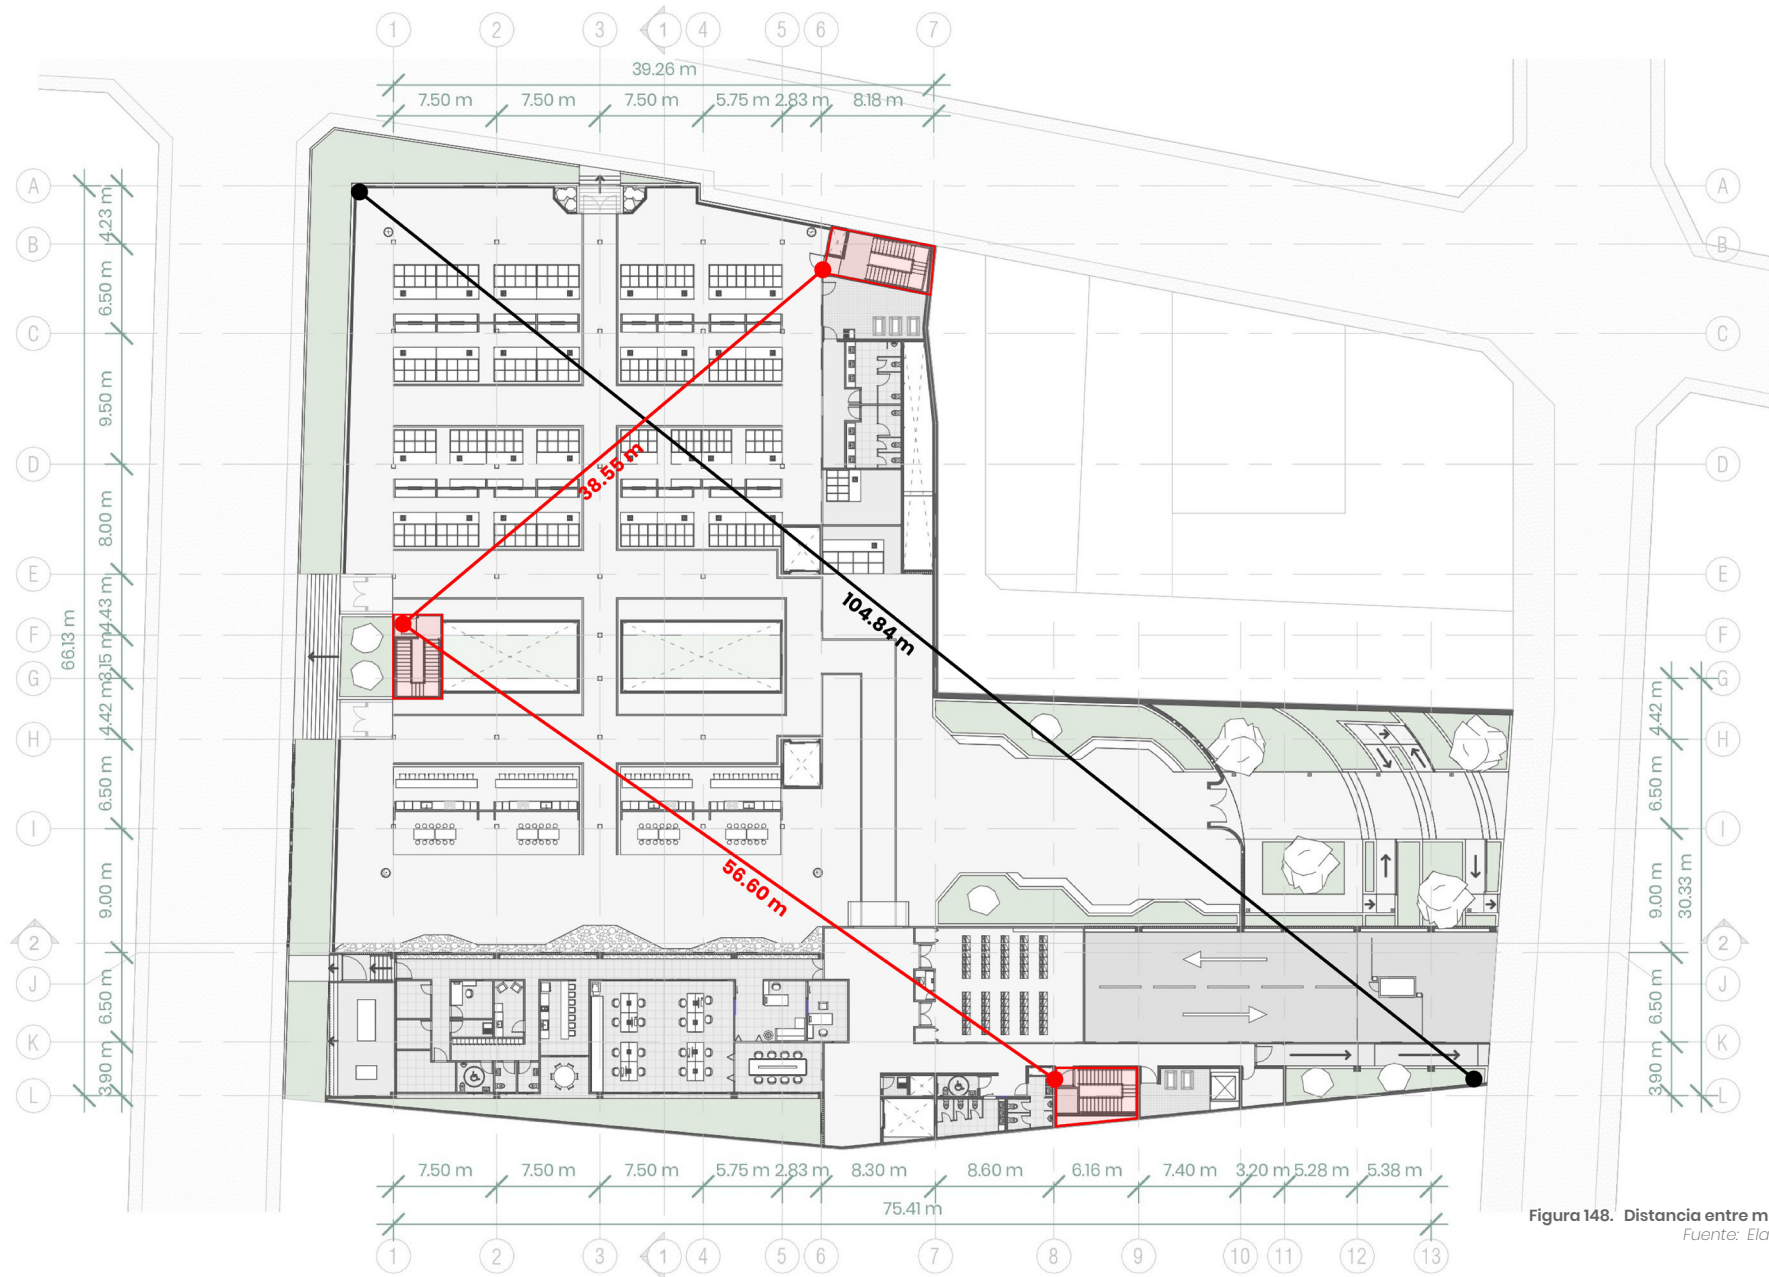 1 2 3 1 4 5 6 7
39.26 m
7.50 m 7.50 m 7.50 m 5.75 m 2.83 m 8.18 m
A A
4.23 m
B B
6.50 m
C C
9.50 m
D D
38.55 m
8.00 m
E E
4.43 m
104.84 m
F F
66.13 m
3.15 m
G G
4.42 m 4.42 m
H H
6.50 m 6.50 m
I I
56.60 m
9.00 m 9.00 m 30.33 m
2 2
J J
6.50 m 6.50 m
K K
3.90 m 3.90 m
L L
7.50 m 7.50 m 7.50 m 5.75 m 2.83 m 8.30 m 8.60 m 6.16 m 7.40 m 3.20 m 5.28 m 5.38 m
75.41 m
Figura 148. Distancia entre m
Fuente: Ela
1 2 3 1 4 5 6 7 8 9 10 11 12 13